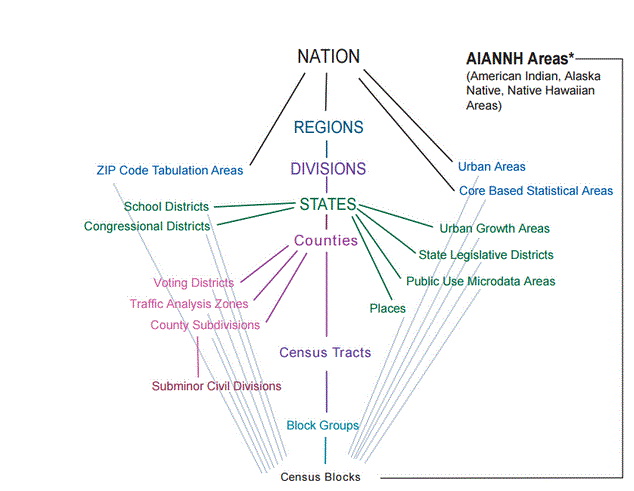 NATION
AIANNH Areas*
(American Indian, Alaska
Native, Native Hawaiian
Areas)
REGIONS
ZIP Code Tabulation Areas
DIVISIONS
Urban Areas
Core Based Statistical Areas
School Districts
STATES
Congressional Districts
Urban Growth Areas
Counties
State Legislative Districts
Voting Districts
Public Use Microdata Areas
Traffic Analysis Zones
Places
County Subdivisions
Census Tracts
Subminor Civil Divisions
Block Groups
Census Blocks